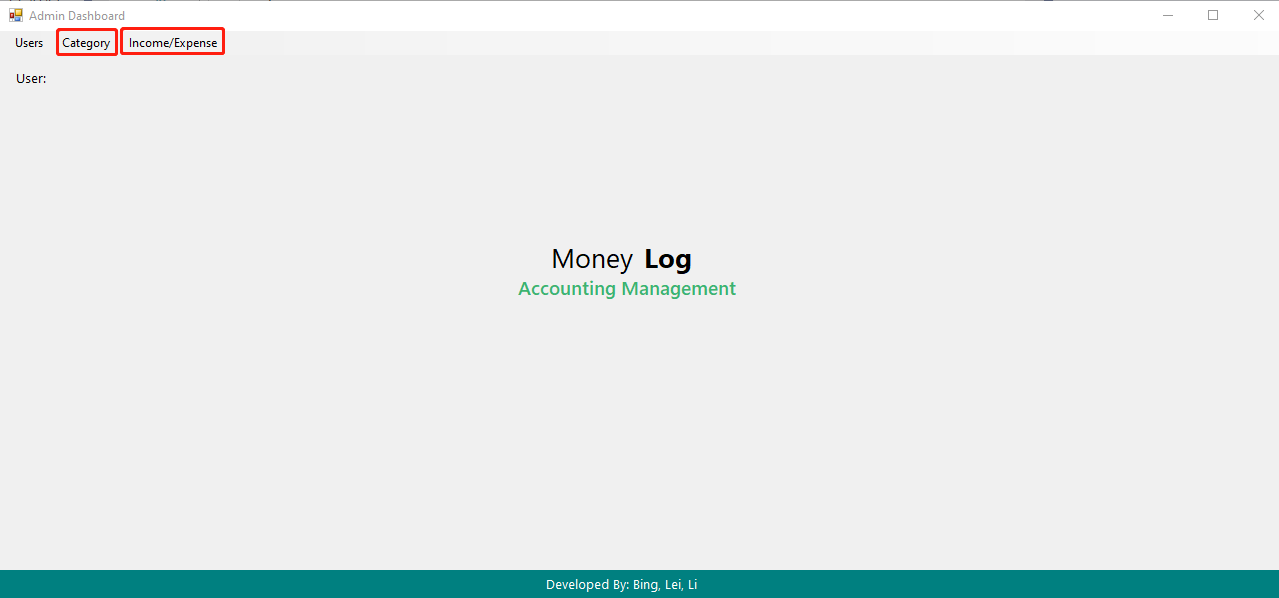 Admin Dashboard
Users Category Income/Expense
User:
Money Log
Accounting Management
Developed By: Bing, Lei, Li